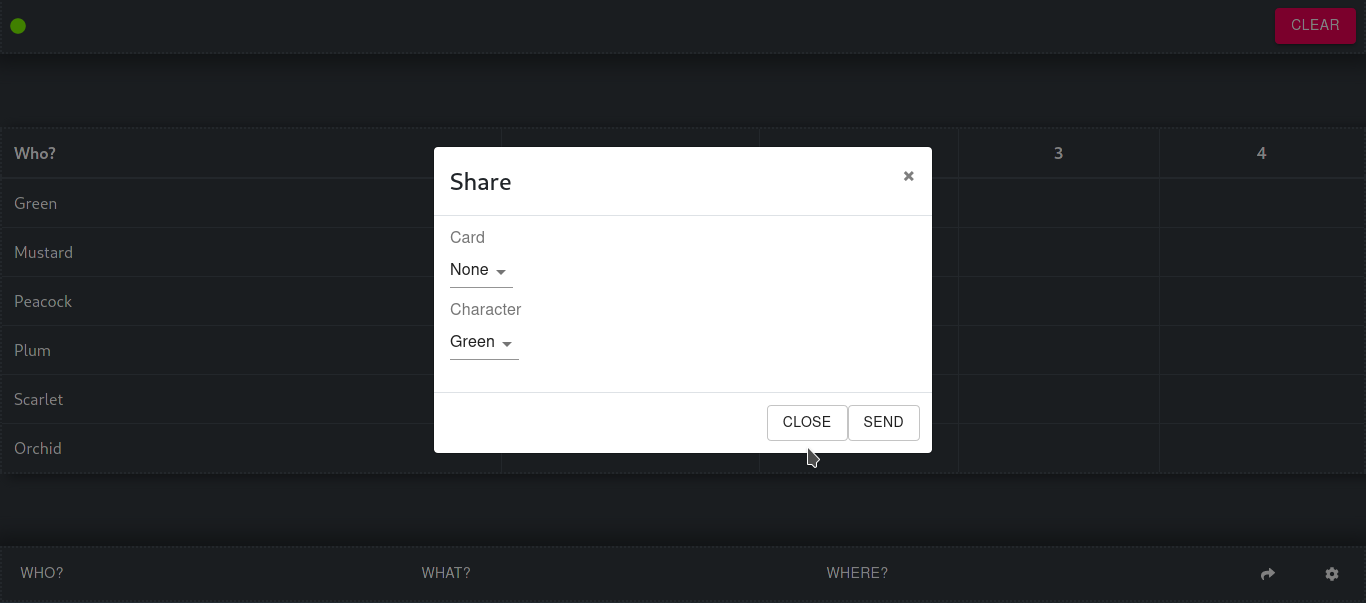 CLEAR
Who? 3 4
Green
Mustard
Peacock
Plum
Scarlet
Orchid
Share ×
Card
None
Character
Green
CLOSE SEND
WHO? WHAT? WHERE?